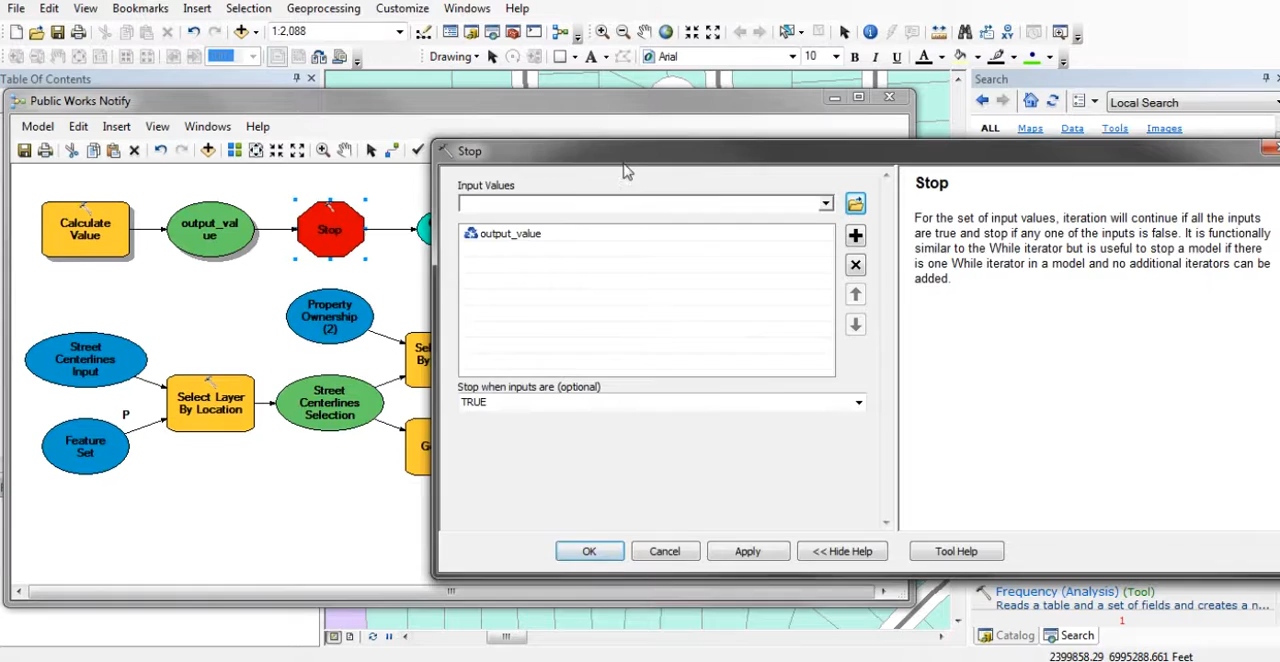 File Edit View Bookmarks Insert Selection Geoprocessing Customize Windows Help
1:2,088
Drawing Arial 10 B I U A
Table Of Contents
Search
Public Works Notify
Local Search
Model Edit Insert View Windows Help
ALL Maps Data Tools Images
Stop
Input Values
output_value
Stop when inputs are (optional)
TRUE
OK Cancel Apply << Hide Help Tool Help
Stop
For the set of input values, iteration will continue if all the inputs
are true and stop if any one of the inputs is false. It is functionally
similar to the While iterator but is useful to stop a model if there
is one While iterator in a model and no additional iterators can be
added.
Calculate
Value
output_val
ue
Stop
Property
Ownership
(2)
Street
Centerlines
Input
Select Layer
By Location
Street
Centerlines
Selection
P
Feature
Set
Frequency (Analysis) (Tool)
Reads a table and a set of fields and creates a n...
1
Catalog Search
2399858.29 6995288.661 Feet